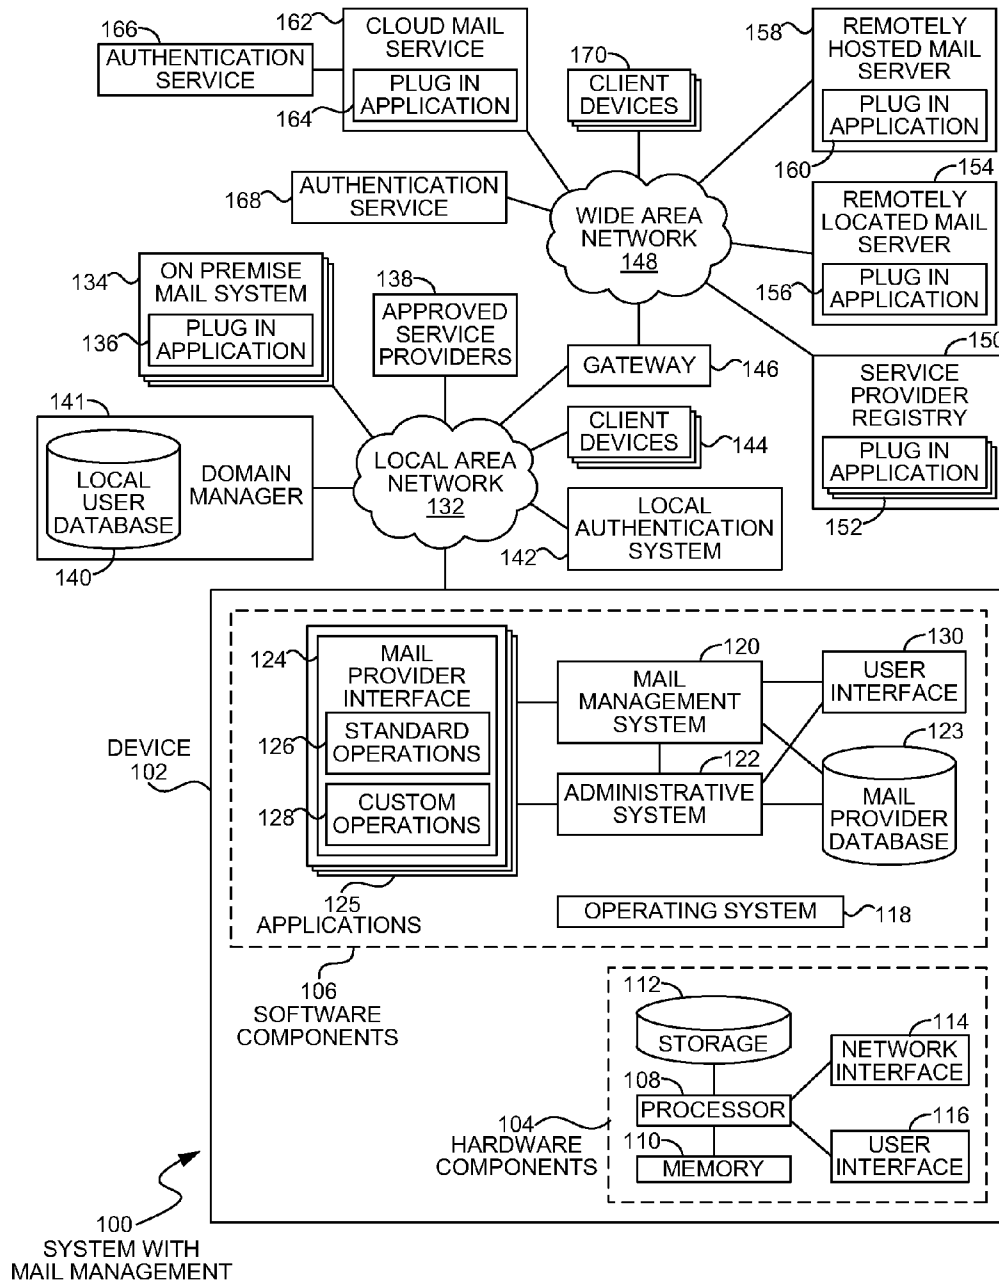 166
AUTHENTICATION
SERVICE
162
CLOUD MAIL
SERVICE
PLUG IN
APPLICATION
164
170
CLIENT
DEVICES
158
REMOTELY
HOSTED MAIL
SERVER
PLUG IN
APPLICATION
160
168
AUTHENTICATION
SERVICE
WIDE AREA
NETWORK
148
154
REMOTELY
LOCATED MAIL
SERVER
156
PLUG IN
APPLICATION
134
ON PREMISE
MAIL SYSTEM
136
PLUG IN
APPLICATION
138
APPROVED
SERVICE
PROVIDERS
GATEWAY
146
150
SERVICE
PROVIDER
REGISTRY
PLUG IN
APPLICATION
152
141
LOCAL
USER
DATABASE
DOMAIN
MANAGER
140
LOCAL AREA
NETWORK
132
CLIENT
DEVICES
144
LOCAL
AUTHENTICATION
SYSTEM
142
DEVICE
102
124
MAIL
PROVIDER
INTERFACE
126
STANDARD
OPERATIONS
128
CUSTOM
OPERATIONS
125
APPLICATIONS
120
MAIL
MANAGEMENT
SYSTEM
122
ADMINISTRATIVE
SYSTEM
130
USER
INTERFACE
123
MAIL
PROVIDER
DATABASE
OPERATING SYSTEM
118
106
SOFTWARE
COMPONENTS
112
STORAGE
108
PROCESSOR
110
MEMORY
114
NETWORK
INTERFACE
116
USER
INTERFACE
104
HARDWARE
COMPONENTS
100
SYSTEM WITH
MAIL MANAGEMENT